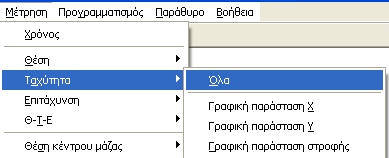 Μέτρηση Προγραμματισμός Παράθυρο Βοήθεια
Χρόνος
Θέση
Ταχύτητα
Επιτάχυνση
Θ-Τ-Ε
Θέση κέντρου μάζας
Όλα
Γραφική παράσταση X
Γραφική παράσταση Y
Γραφική παράσταση στροφής